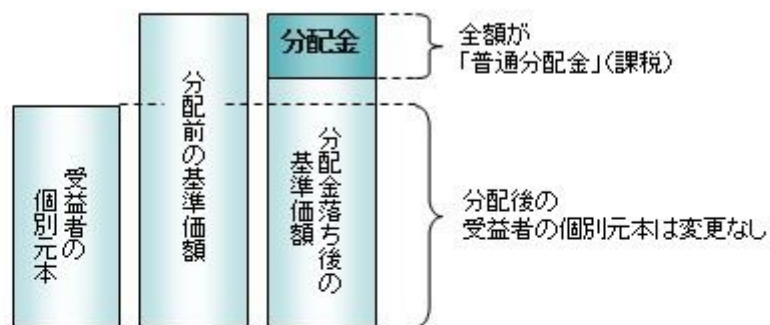 受益者の
個別元本
分配前の基準価額
分配金
分配金落ち後の
基準価額
全額が
「普通分配金」(課税)
分配後の
受益者の個別元本は変更なし